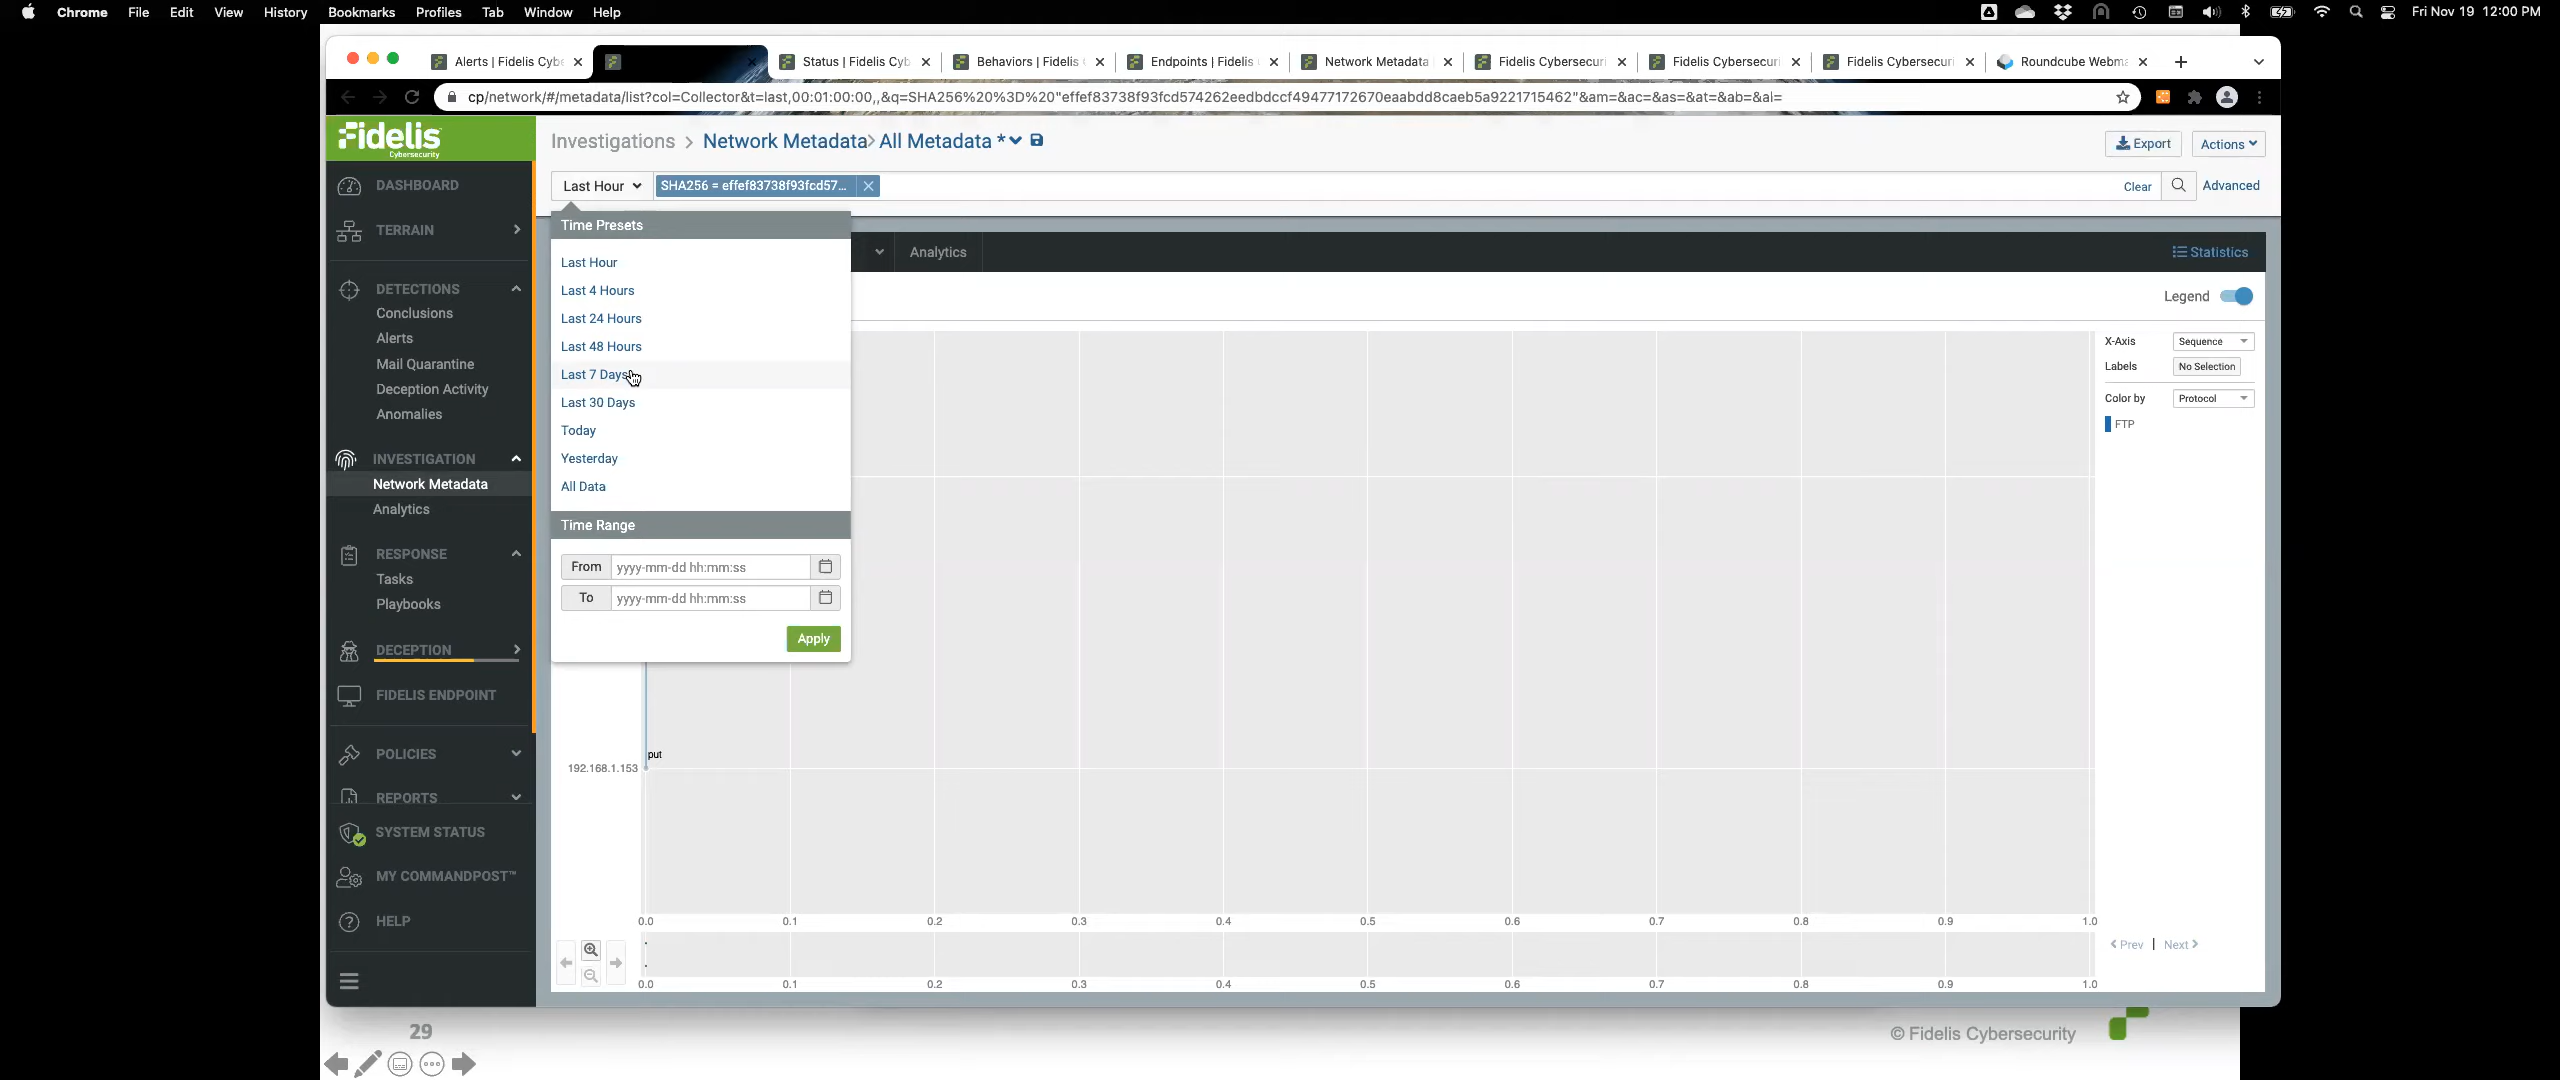 Chrome File Edit View History Bookmarks Profiles Tab Window Help Fri Nov 19 12:00 PM
Alerts | Fidelis Cybe Status | Fidelis Cyb Behaviors | Fidelis C Endpoints | Fidelis Network Metadata Fidelis Cybersecuri Fidelis Cybersecuri Fidelis Cybersecuri Roundcube Webma
cp/network/#/metadata/list?col=Collector&t=last,00:01:00:00,,&q=SHA256%20%3D%20"effef83738f93fcd574262eedbdccf49477172670eaabdd8caeb5a9221715462"&am=&ac=&as=&at=&ab=&al=
Fidelis
Cybersecurity
Investigations > Network Metadata > All Metadata *
Export Actions
Last Hour SHA256 = effef83738f93fcd57... Clear Advanced
DASHBOARD
TERRAIN
DETECTIONS
Conclusions
Alerts
Mail Quarantine
Deception Activity
Anomalies
INVESTIGATION
Network Metadata
Analytics
RESPONSE
Tasks
Playbooks
DECEPTION
FIDELIS ENDPOINT
POLICIES
REPORTS
SYSTEM STATUS
MY COMMANDPOST™
HELP
Time Presets
Last Hour
Last 4 Hours
Last 24 Hours
Last 48 Hours
Last 7 Days
Last 30 Days
Today
Yesterday
All Data
Time Range
From yyyy-mm-dd hh:mm:ss
To yyyy-mm-dd hh:mm:ss
Apply
Analytics
Statistics
Legend
X-Axis Sequence
Labels No Selection
Color by Protocol
FTP
put
192.168.1.153
0.0 0.1 0.2 0.3 0.4 0.5 0.6 0.7 0.8 0.9 1.0
Prev | Next
0.0 0.1 0.2 0.3 0.4 0.5 0.6 0.7 0.8 0.9 1.0
29
© Fidelis Cybersecurity